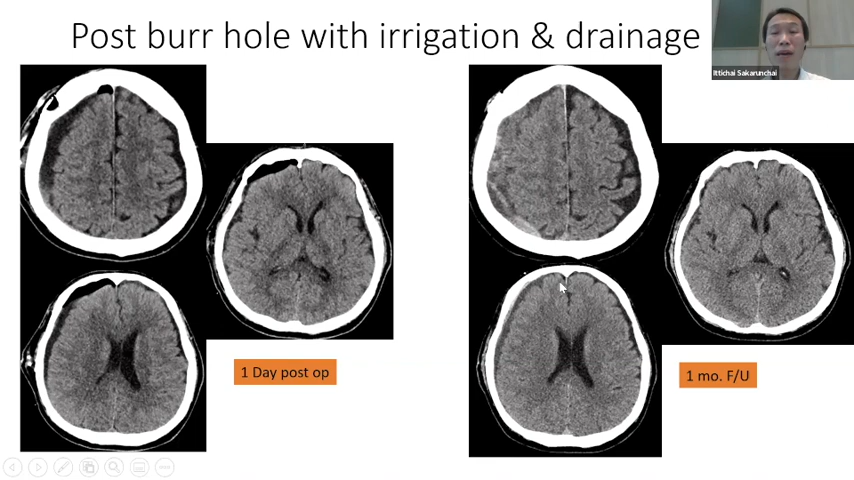 Post burr hole with irrigation & drainage
Ittichai Sakarunchai
1 Day post op
1 mo. F/U